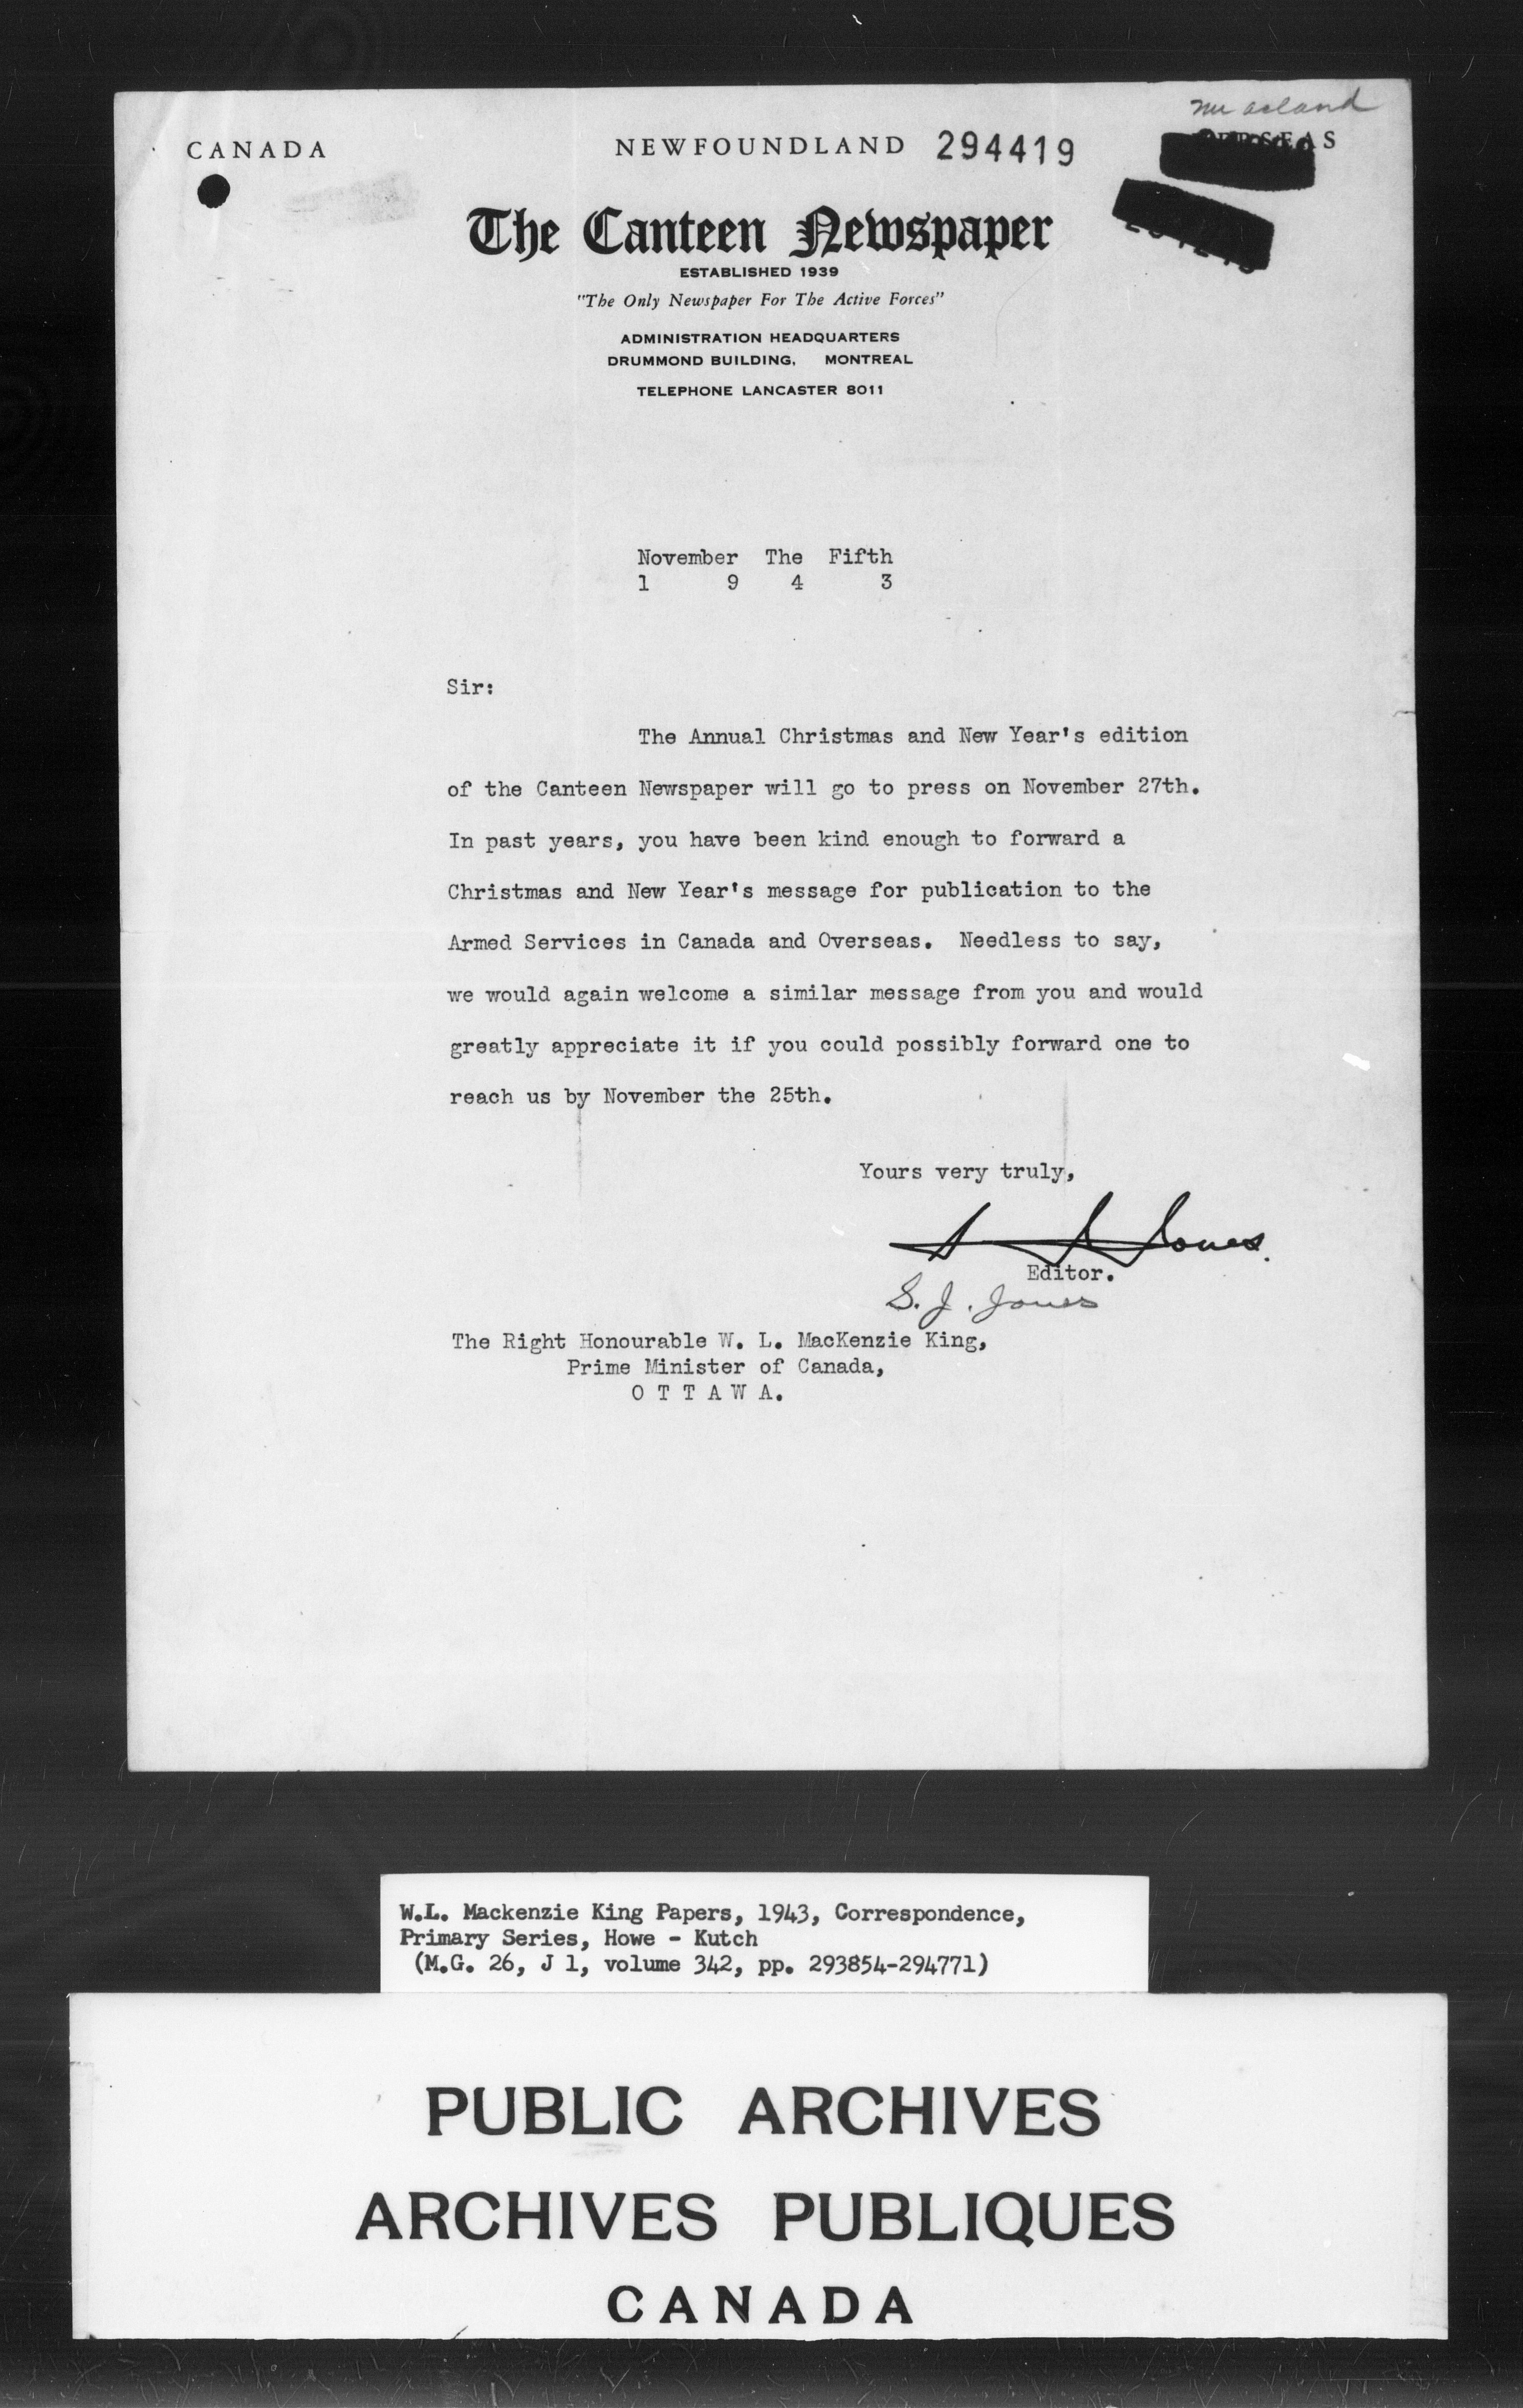 CANADA NEWFOUNDLAND 294419 OVERSEAS
The Canteen Newspaper
ESTABLISHED 1939
"The Only Newspaper For The Active Forces"
ADMINISTRATION HEADQUARTERS
DRUMMOND BUILDING, MONTREAL
TELEPHONE LANCASTER 8011
November The Fifth
1 9 4 3
Sir:
The Annual Christmas and New Year's edition
of the Canteen Newspaper will go to press on November 27th.
In past years, you have been kind enough to forward a
Christmas and New Year's message for publication to the
Armed Services in Canada and Overseas. Needless to say,
we would again welcome a similar message from you and would
greatly appreciate it if you could possibly forward one to
reach us by November the 25th.
Yours very truly,
S J Jones.
Editor.
S. J. Jones
The Right Honourable W. L. MacKenzie King,
Prime Minister of Canada,
O T T A W A.
W.L. Mackenzie King Papers, 1943, Correspondence,
Primary Series, Howe - Kutch
(M.G. 26, J 1, volume 342, pp. 293854-294771)
PUBLIC ARCHIVES
ARCHIVES PUBLIQUES
CANADA